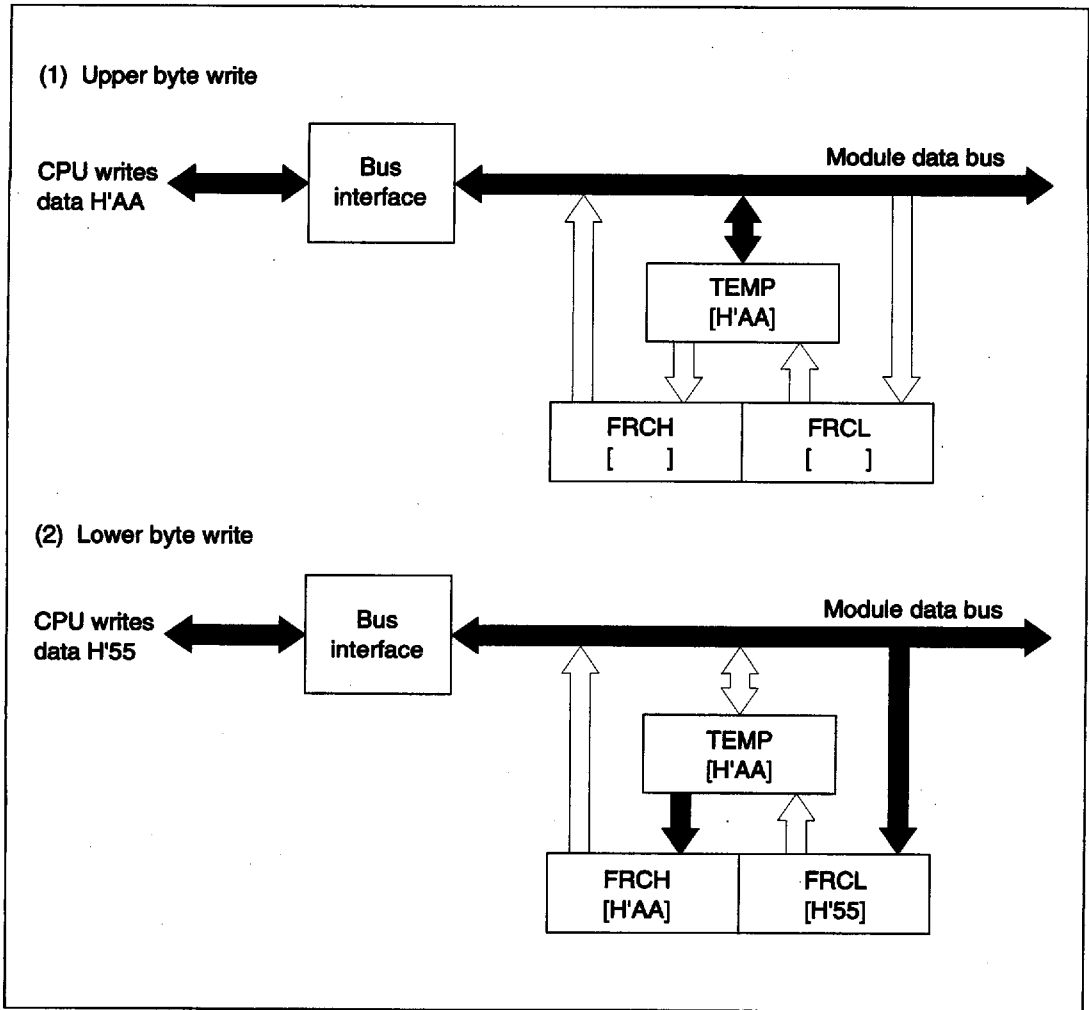 (1) Upper byte write
CPU writes
data H'AA
Bus
interface
Module data bus
TEMP
[H'AA]
FRCH
[ ]
FRCL
[ ]
(2) Lower byte write
CPU writes
data H'55
Bus
interface
Module data bus
TEMP
[H'AA]
FRCH
[H'AA]
FRCL
[H'55]